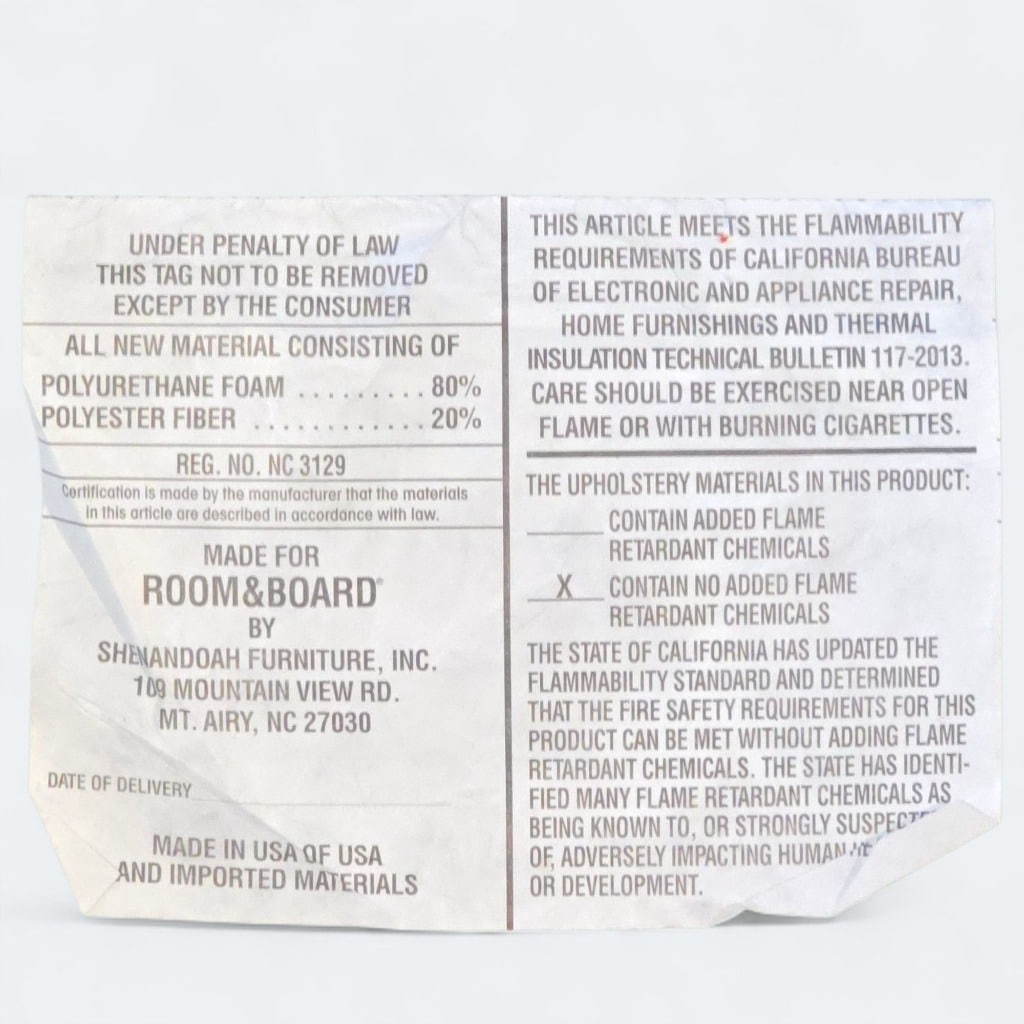 UNDER PENALTY OF LAW
THIS TAG NOT TO BE REMOVED
EXCEPT BY THE CONSUMER
ALL NEW MATERIAL CONSISTING OF
POLYURETHANE FOAM ......... 80%
POLYESTER FIBER ............ 20%
REG. NO. NC 3129
Certification is made by the manufacturer that the materials
in this article are described in accordance with law.
MADE FOR
ROOM&BOARD®
BY
SHENANDOAH FURNITURE, INC.
109 MOUNTAIN VIEW RD.
MT. AIRY, NC 27030
DATE OF DELIVERY
MADE IN USA OF USA
AND IMPORTED MATERIALS
THIS ARTICLE MEETS THE FLAMMABILITY
REQUIREMENTS OF CALIFORNIA BUREAU
OF ELECTRONIC AND APPLIANCE REPAIR,
HOME FURNISHINGS AND THERMAL
INSULATION TECHNICAL BULLETIN 117-2013.
CARE SHOULD BE EXERCISED NEAR OPEN
FLAME OR WITH BURNING CIGARETTES.
THE UPHOLSTERY MATERIALS IN THIS PRODUCT:
CONTAIN ADDED FLAME
RETARDANT CHEMICALS
X CONTAIN NO ADDED FLAME
RETARDANT CHEMICALS
THE STATE OF CALIFORNIA HAS UPDATED THE
FLAMMABILITY STANDARD AND DETERMINED
THAT THE FIRE SAFETY REQUIREMENTS FOR THIS
PRODUCT CAN BE MET WITHOUT ADDING FLAME
RETARDANT CHEMICALS. THE STATE HAS IDENTI-
FIED MANY FLAME RETARDANT CHEMICALS AS
BEING KNOWN TO, OR STRONGLY SUSPECTE
OF, ADVERSELY IMPACTING HUMAN
OR DEVELOPMENT.